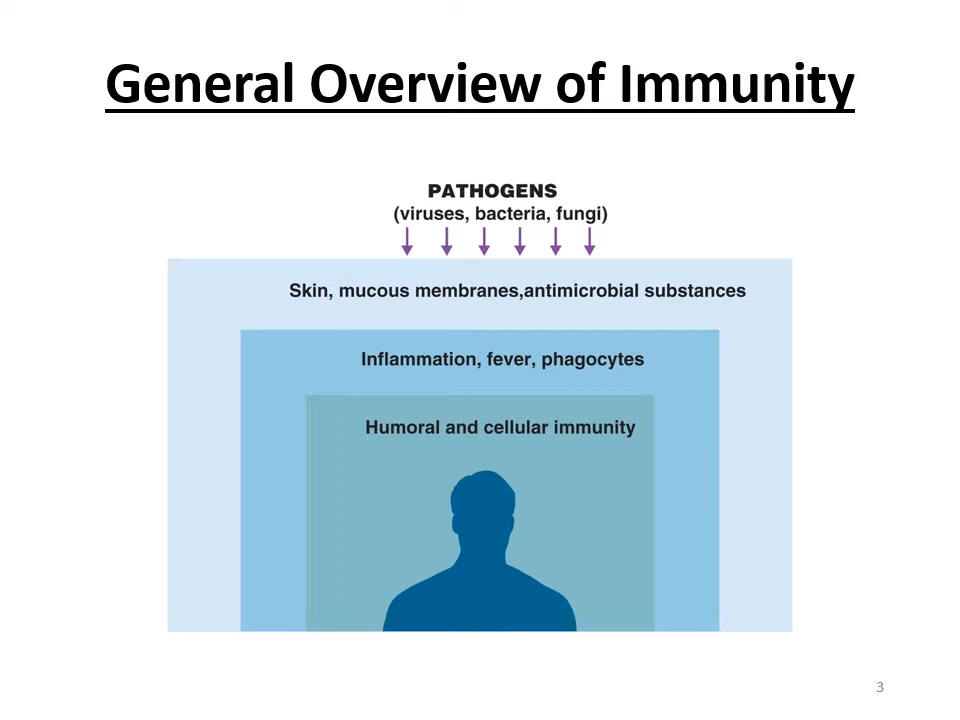 General Overview of Immunity
PATHOGENS
(viruses, bacteria, fungi)
Skin, mucous membranes,antimicrobial substances
Inflammation, fever, phagocytes
Humoral and cellular immunity
3